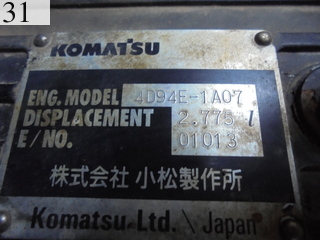 31
KOMATSU
ENG. MODEL 4D94E-1A07
DISPLACEMENT 2.775 l
E/NO. 01013
株式会社 小松製作所
Komatsu Ltd. \ Japan